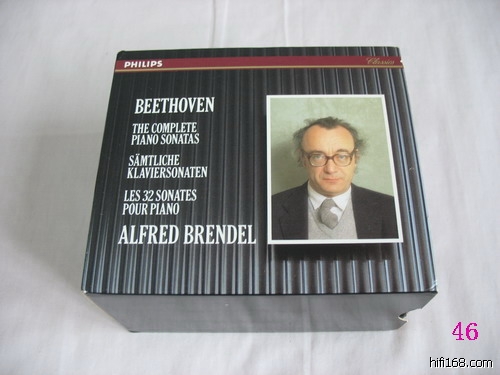 PHILIPS
Classics
BEETHOVEN
THE COMPLETE
PIANO SONATAS
SÄMTLICHE
KLAVIERSONATEN
LES 32 SONATES
POUR PIANO
ALFRED BRENDEL
46
hifi168.com